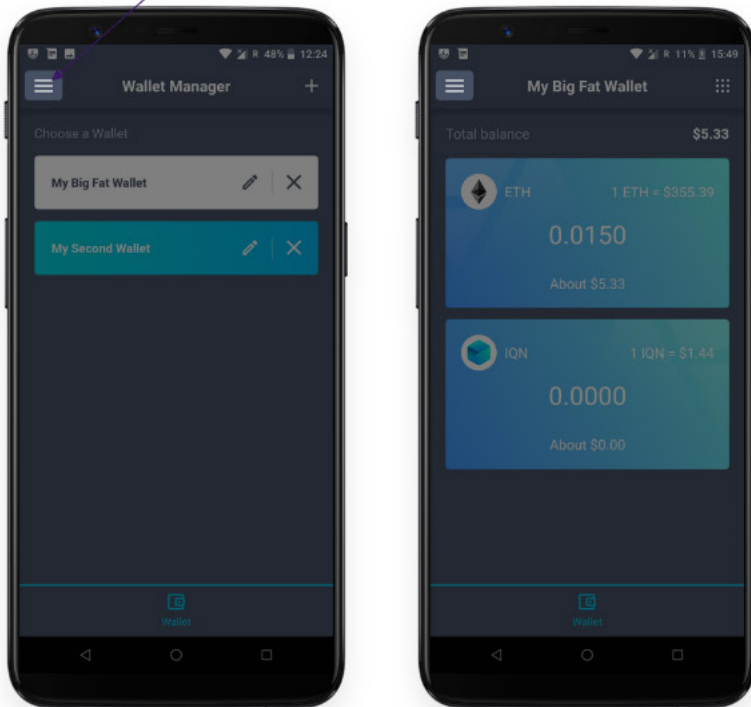 R 48% 12:24
Wallet Manager
Choose a Wallet
My Big Fat Wallet
My Second Wallet
Wallet
R 11% 15:49
My Big Fat Wallet
Total balance $5.33
ETH 1 ETH = $355.39
0.0150
About $5.33
IQN 1 IQN = $1.44
0.0000
About $0.00
Wallet